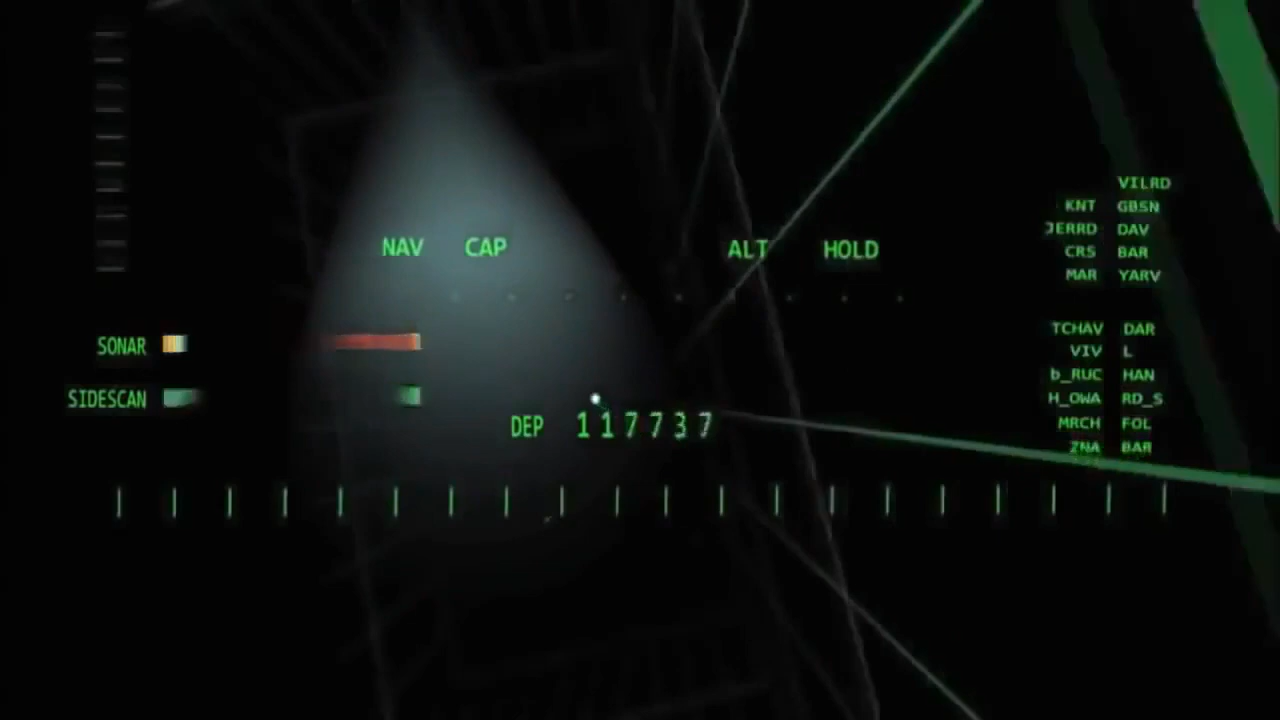 VILRD
KNT GBSN
JERRD DAV
CRS BAR
MAR YARV
NAV CAP ALT HOLD
TCHAV DAR
SONAR
VIV L
b_RUC HAN
SIDESCAN
H_OWA RD_S
MRCH FOL
DEP 117737
ZNA BAR